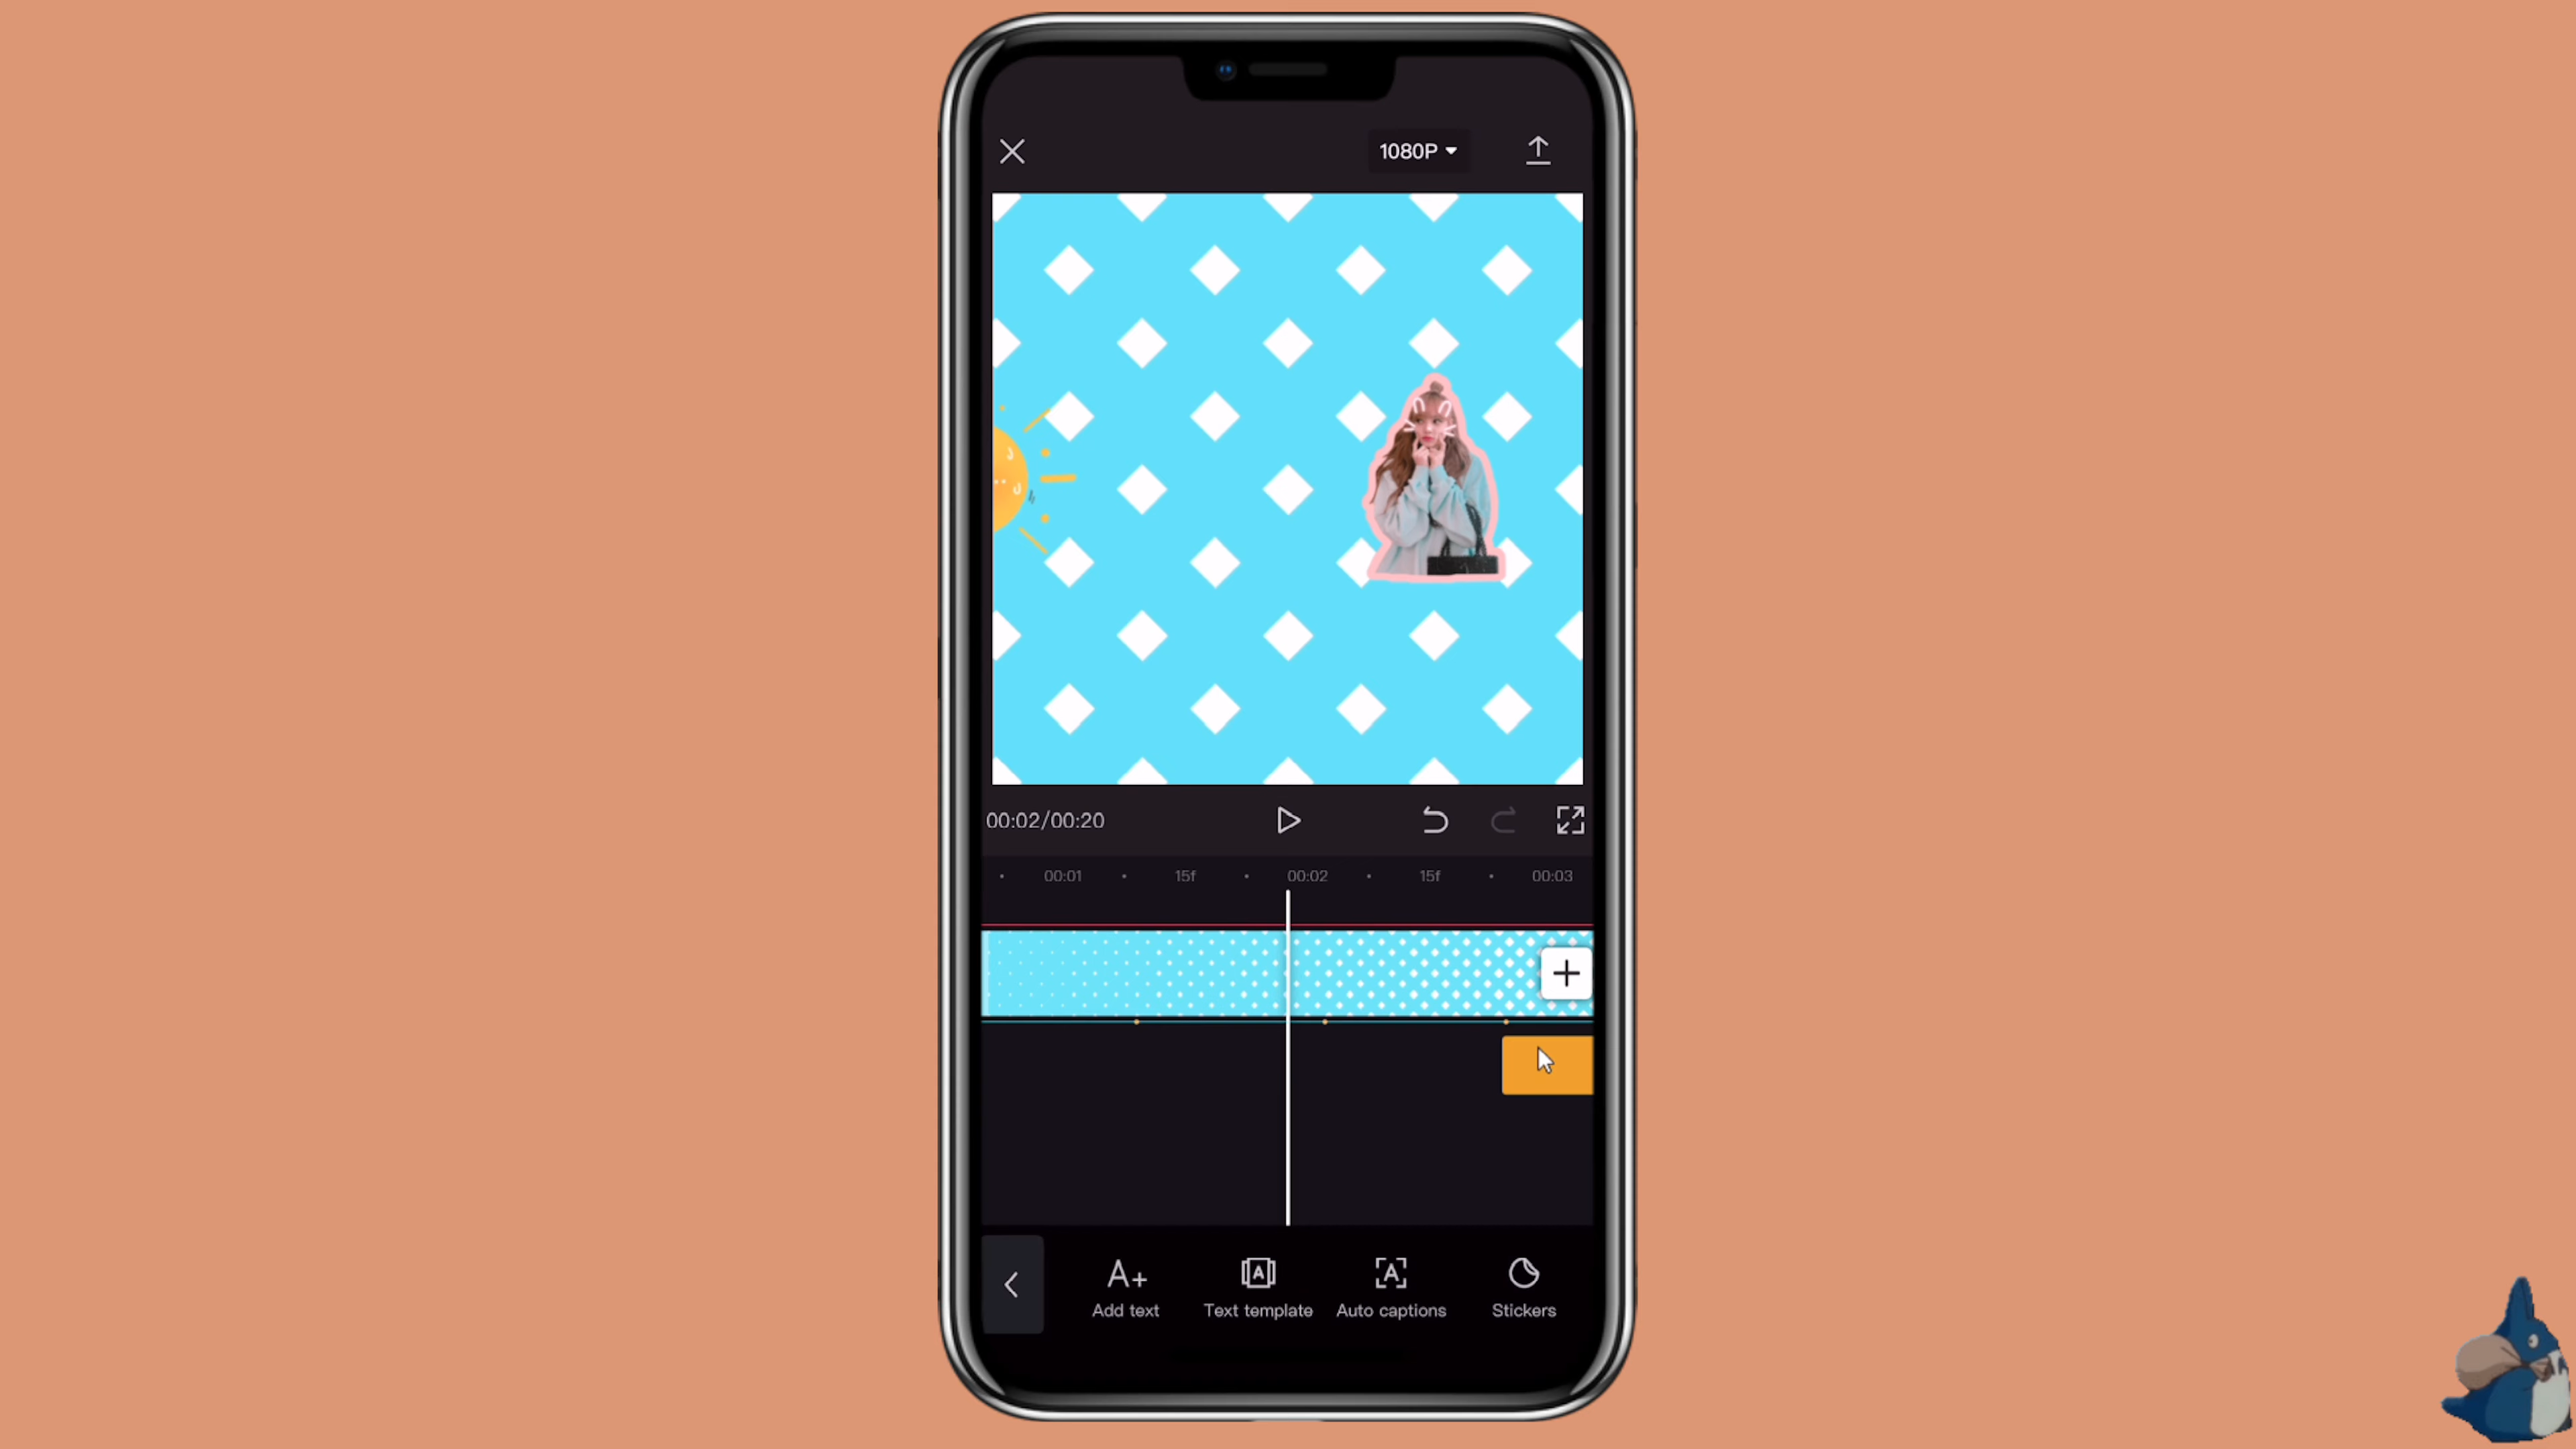 1080P
00:02/00:20
00:01 15f 00:02 15f 00:03
A+ A A
Add text Text template Auto captions Stickers